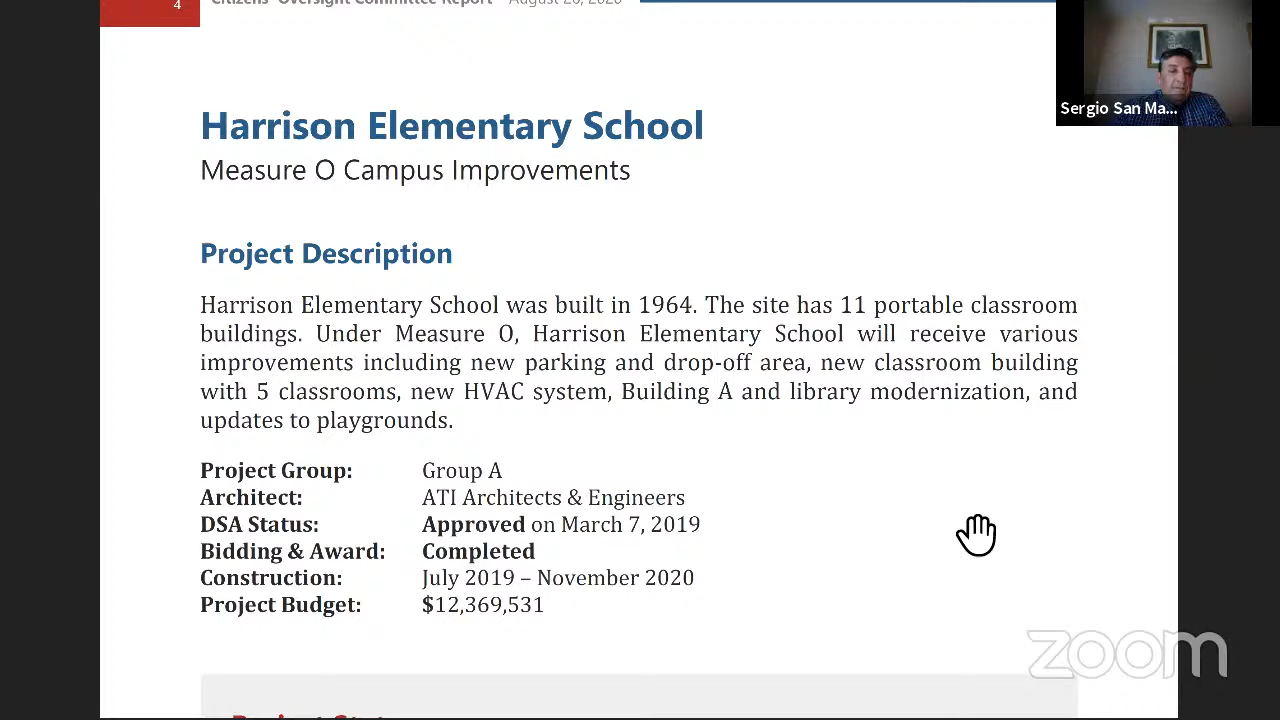 4
Citizens' Oversight Committee Report – August 26, 2020
Sergio San Ma...
Harrison Elementary School
Measure O Campus Improvements
Project Description
Harrison Elementary School was built in 1964. The site has 11 portable classroom
buildings. Under Measure O, Harrison Elementary School will receive various
improvements including new parking and drop-off area, new classroom building
with 5 classrooms, new HVAC system, Building A and library modernization, and
updates to playgrounds.
Project Group: Group A
Architect: ATI Architects & Engineers
DSA Status: Approved on March 7, 2019
Bidding & Award: Completed
Construction: July 2019 – November 2020
Project Budget: $12,369,531
zoom